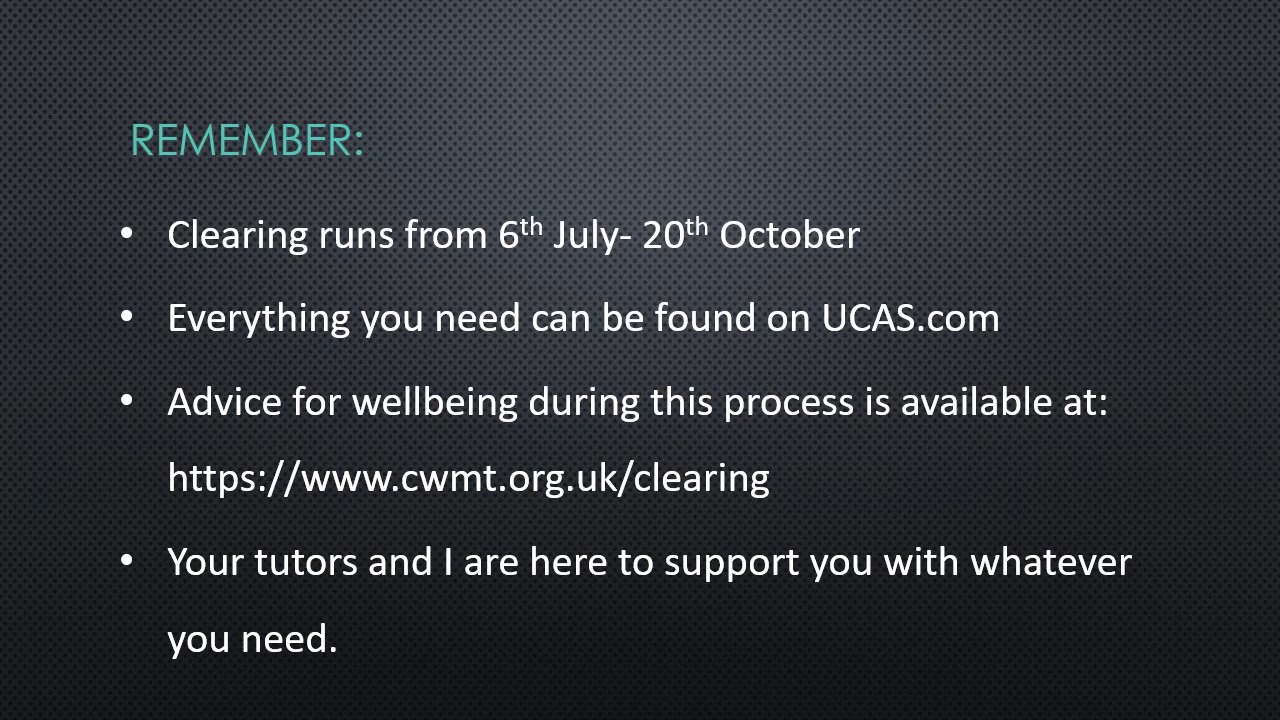 REMEMBER:
• Clearing runs from 6th July- 20th October
• Everything you need can be found on UCAS.com
• Advice for wellbeing during this process is available at:
https://www.cwmt.org.uk/clearing
• Your tutors and I are here to support you with whatever
you need.